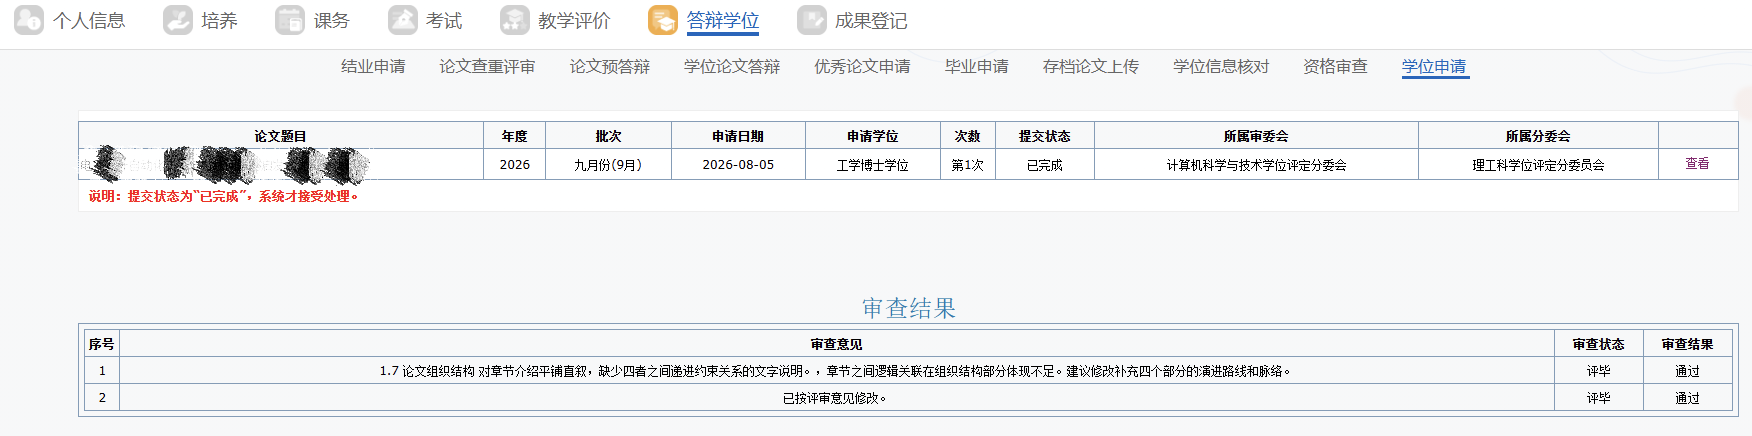 个人信息 培养 课务 考试 教学评价 答辩学位 成果登记
结业申请 论文查重评审 论文预答辩 学位论文答辩 优秀论文申请 毕业申请 存档论文上传 学位信息核对 资格审查 学位申请
论文题目 年度 批次 申请日期 申请学位 次数 提交状态 所属审委会 所属分委会
2026 九月份(9月) 2026-08-05 工学博士学位 第1次 已完成 计算机科学与技术学位评定分委会 理工科学位评定分委员会 查看
说明：提交状态为“已完成”，系统才接受处理。
审查结果
序号 审查意见 审查状态 审查结果
1 1.7 论文组织结构 对章节介绍平铺直叙，缺少四者之间递进约束关系的文字说明。，章节之间逻辑关联在组织结构部分体现不足。建议修改补充四个部分的演进路线和脉络。 评毕 通过
2 已按评审意见修改。 评毕 通过